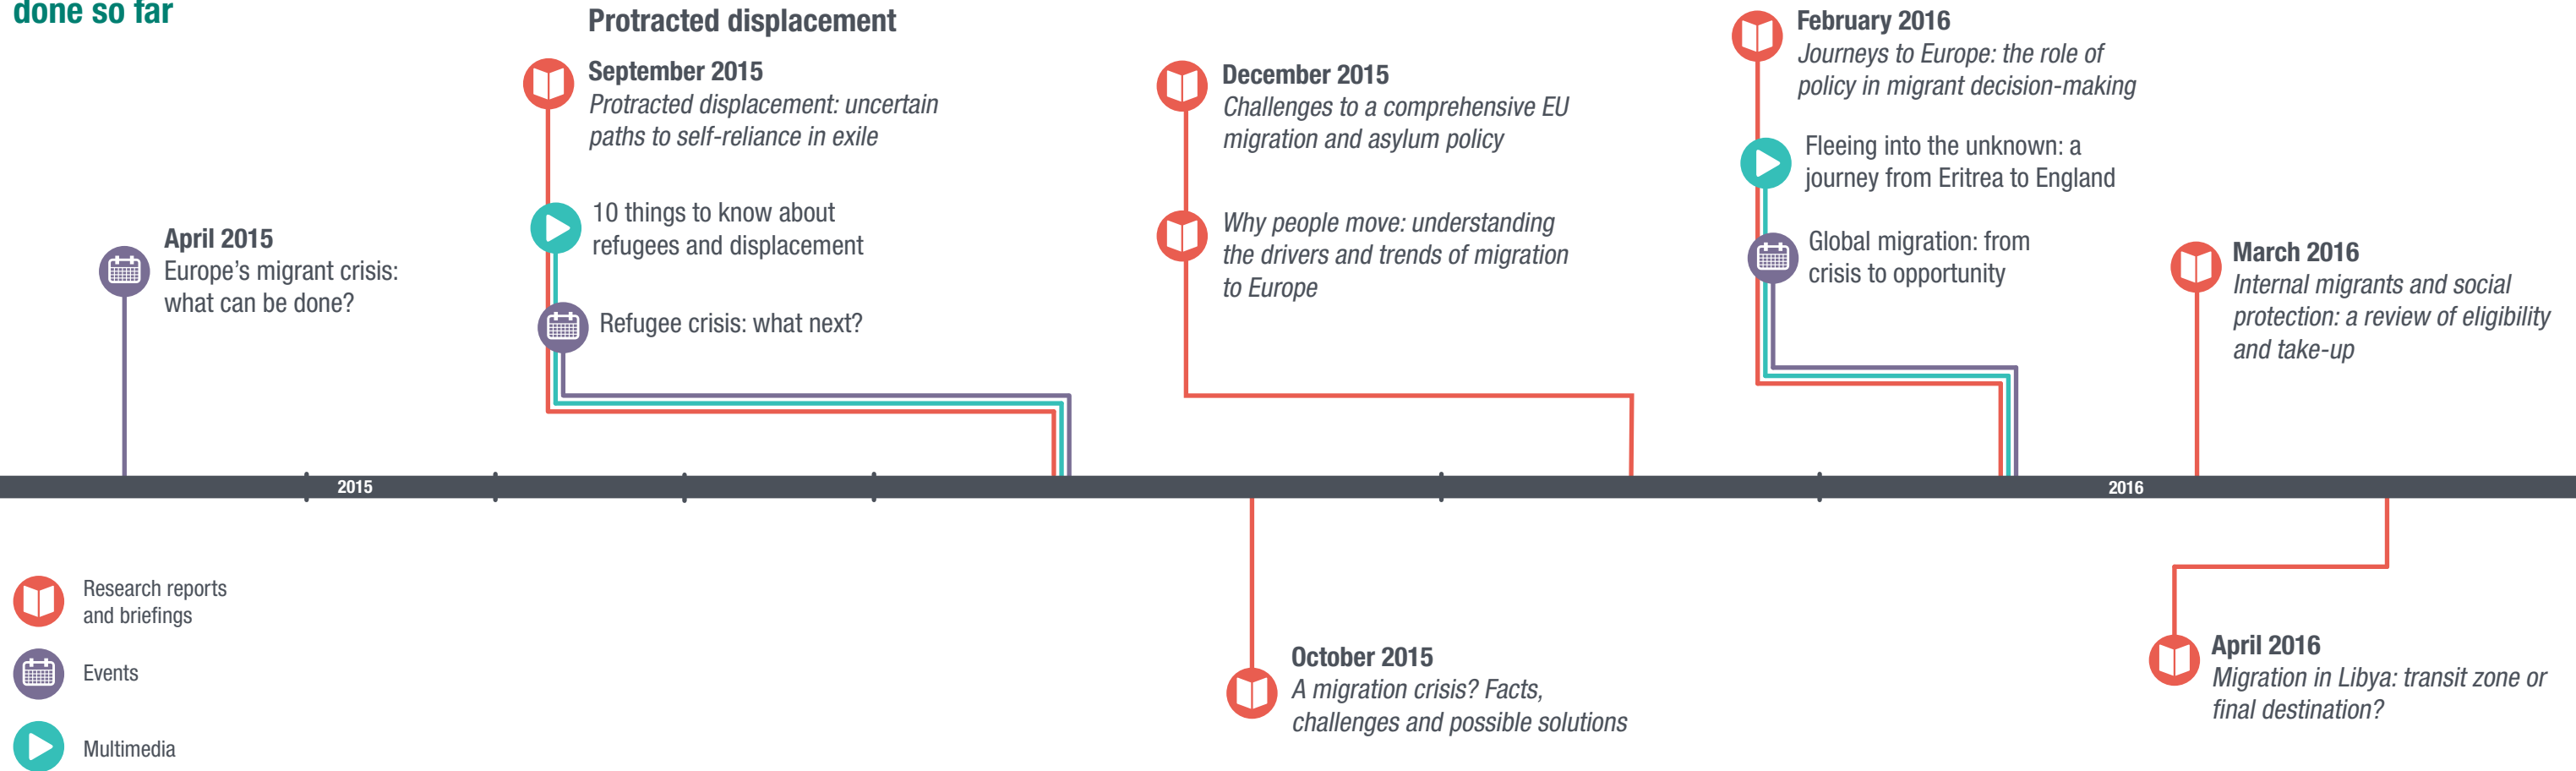 done so far
April 2015
Europe’s migrant crisis:
what can be done?
Protracted displacement
September 2015
Protracted displacement: uncertain
paths to self-reliance in exile
10 things to know about
refugees and displacement
Refugee crisis: what next?
December 2015
Challenges to a comprehensive EU
migration and asylum policy
Why people move: understanding
the drivers and trends of migration
to Europe
February 2016
Journeys to Europe: the role of
policy in migrant decision-making
Fleeing into the unknown: a
journey from Eritrea to England
Global migration: from
crisis to opportunity
March 2016
Internal migrants and social
protection: a review of eligibility
and take-up
2015
2016
Research reports
and briefings
Events
Multimedia
October 2015
A migration crisis? Facts,
challenges and possible solutions
April 2016
Migration in Libya: transit zone or
final destination?